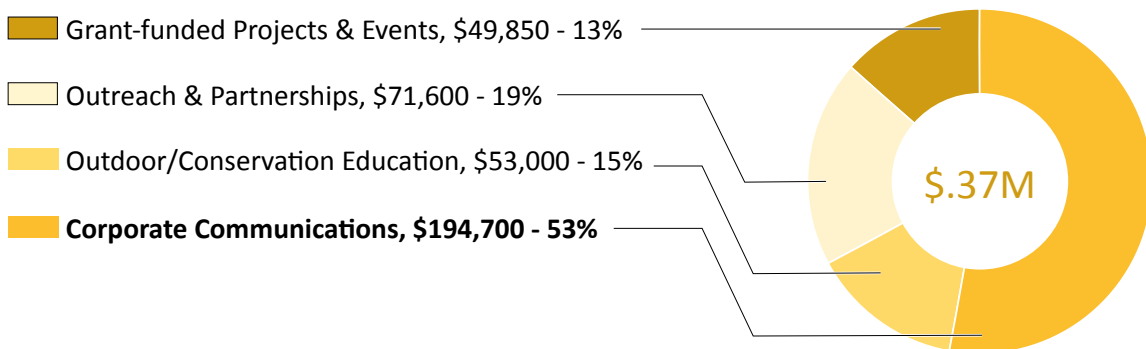 Grant-funded Projects & Events, $49,850 - 13%
Outreach & Partnerships, $71,600 - 19%
Outdoor/Conservation Education, $53,000 - 15%
Corporate Communications, $194,700 - 53%
$.37M